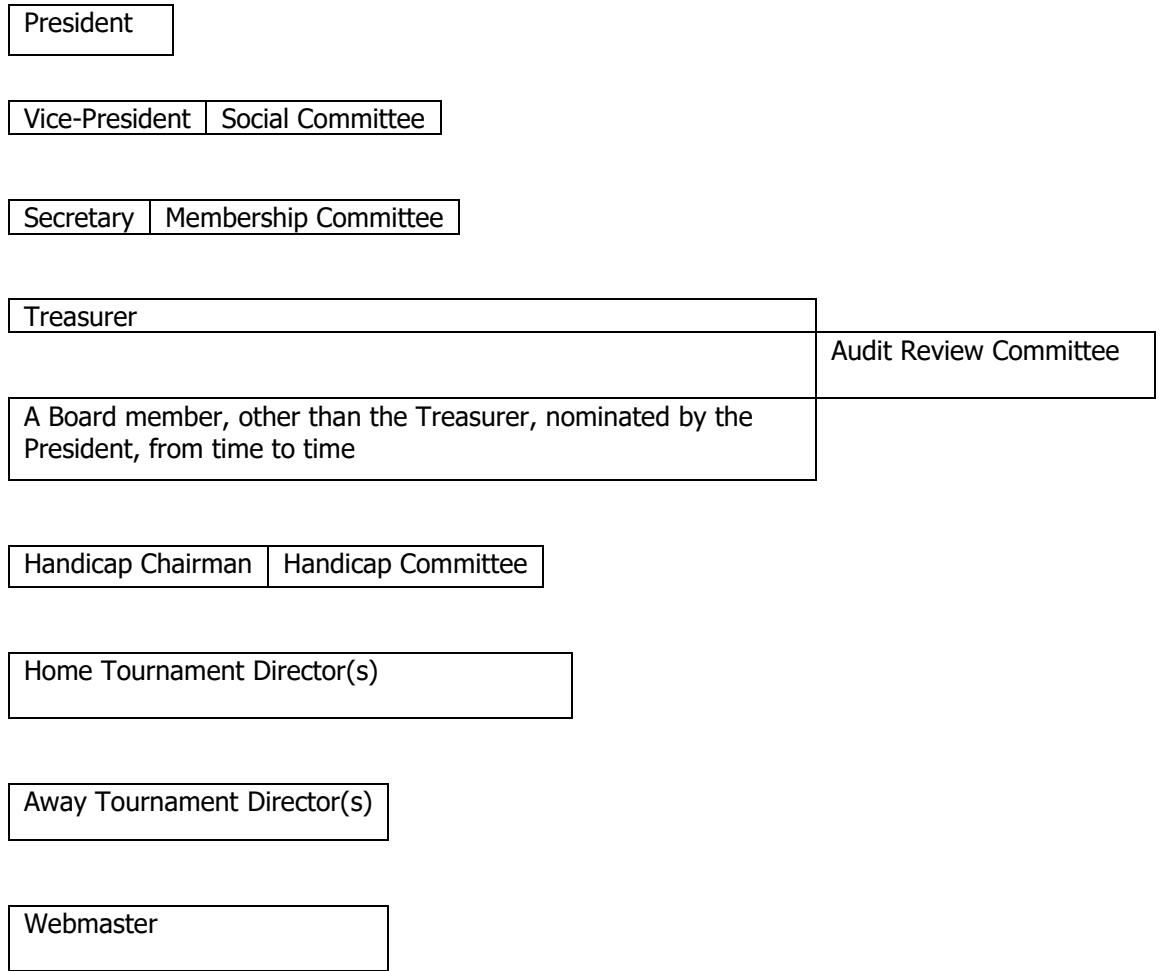 President
Vice-President Social Committee
Secretary Membership Committee
Treasurer
Audit Review Committee
A Board member, other than the Treasurer, nominated by the
President, from time to time
Handicap Chairman Handicap Committee
Home Tournament Director(s)
Away Tournament Director(s)
Webmaster